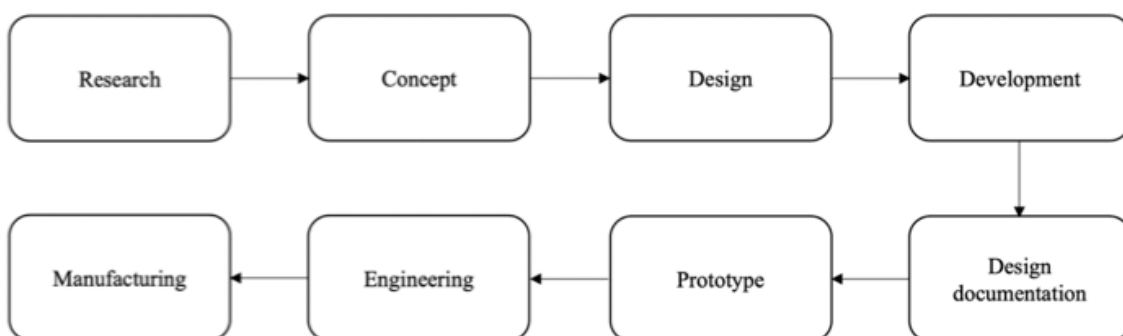 Research
Concept
Design
Development
Design
documentation
Prototype
Engineering
Manufacturing